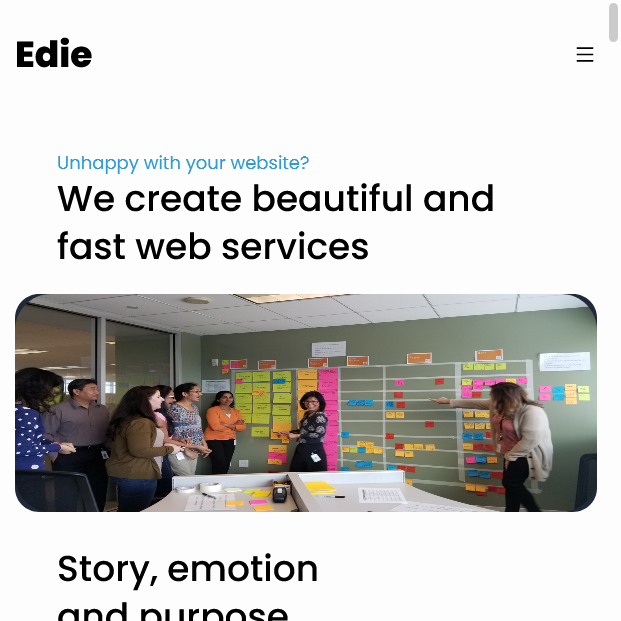 Edie
Unhappy with your website?
We create beautiful and
fast web services
Story, emotion
and purpose